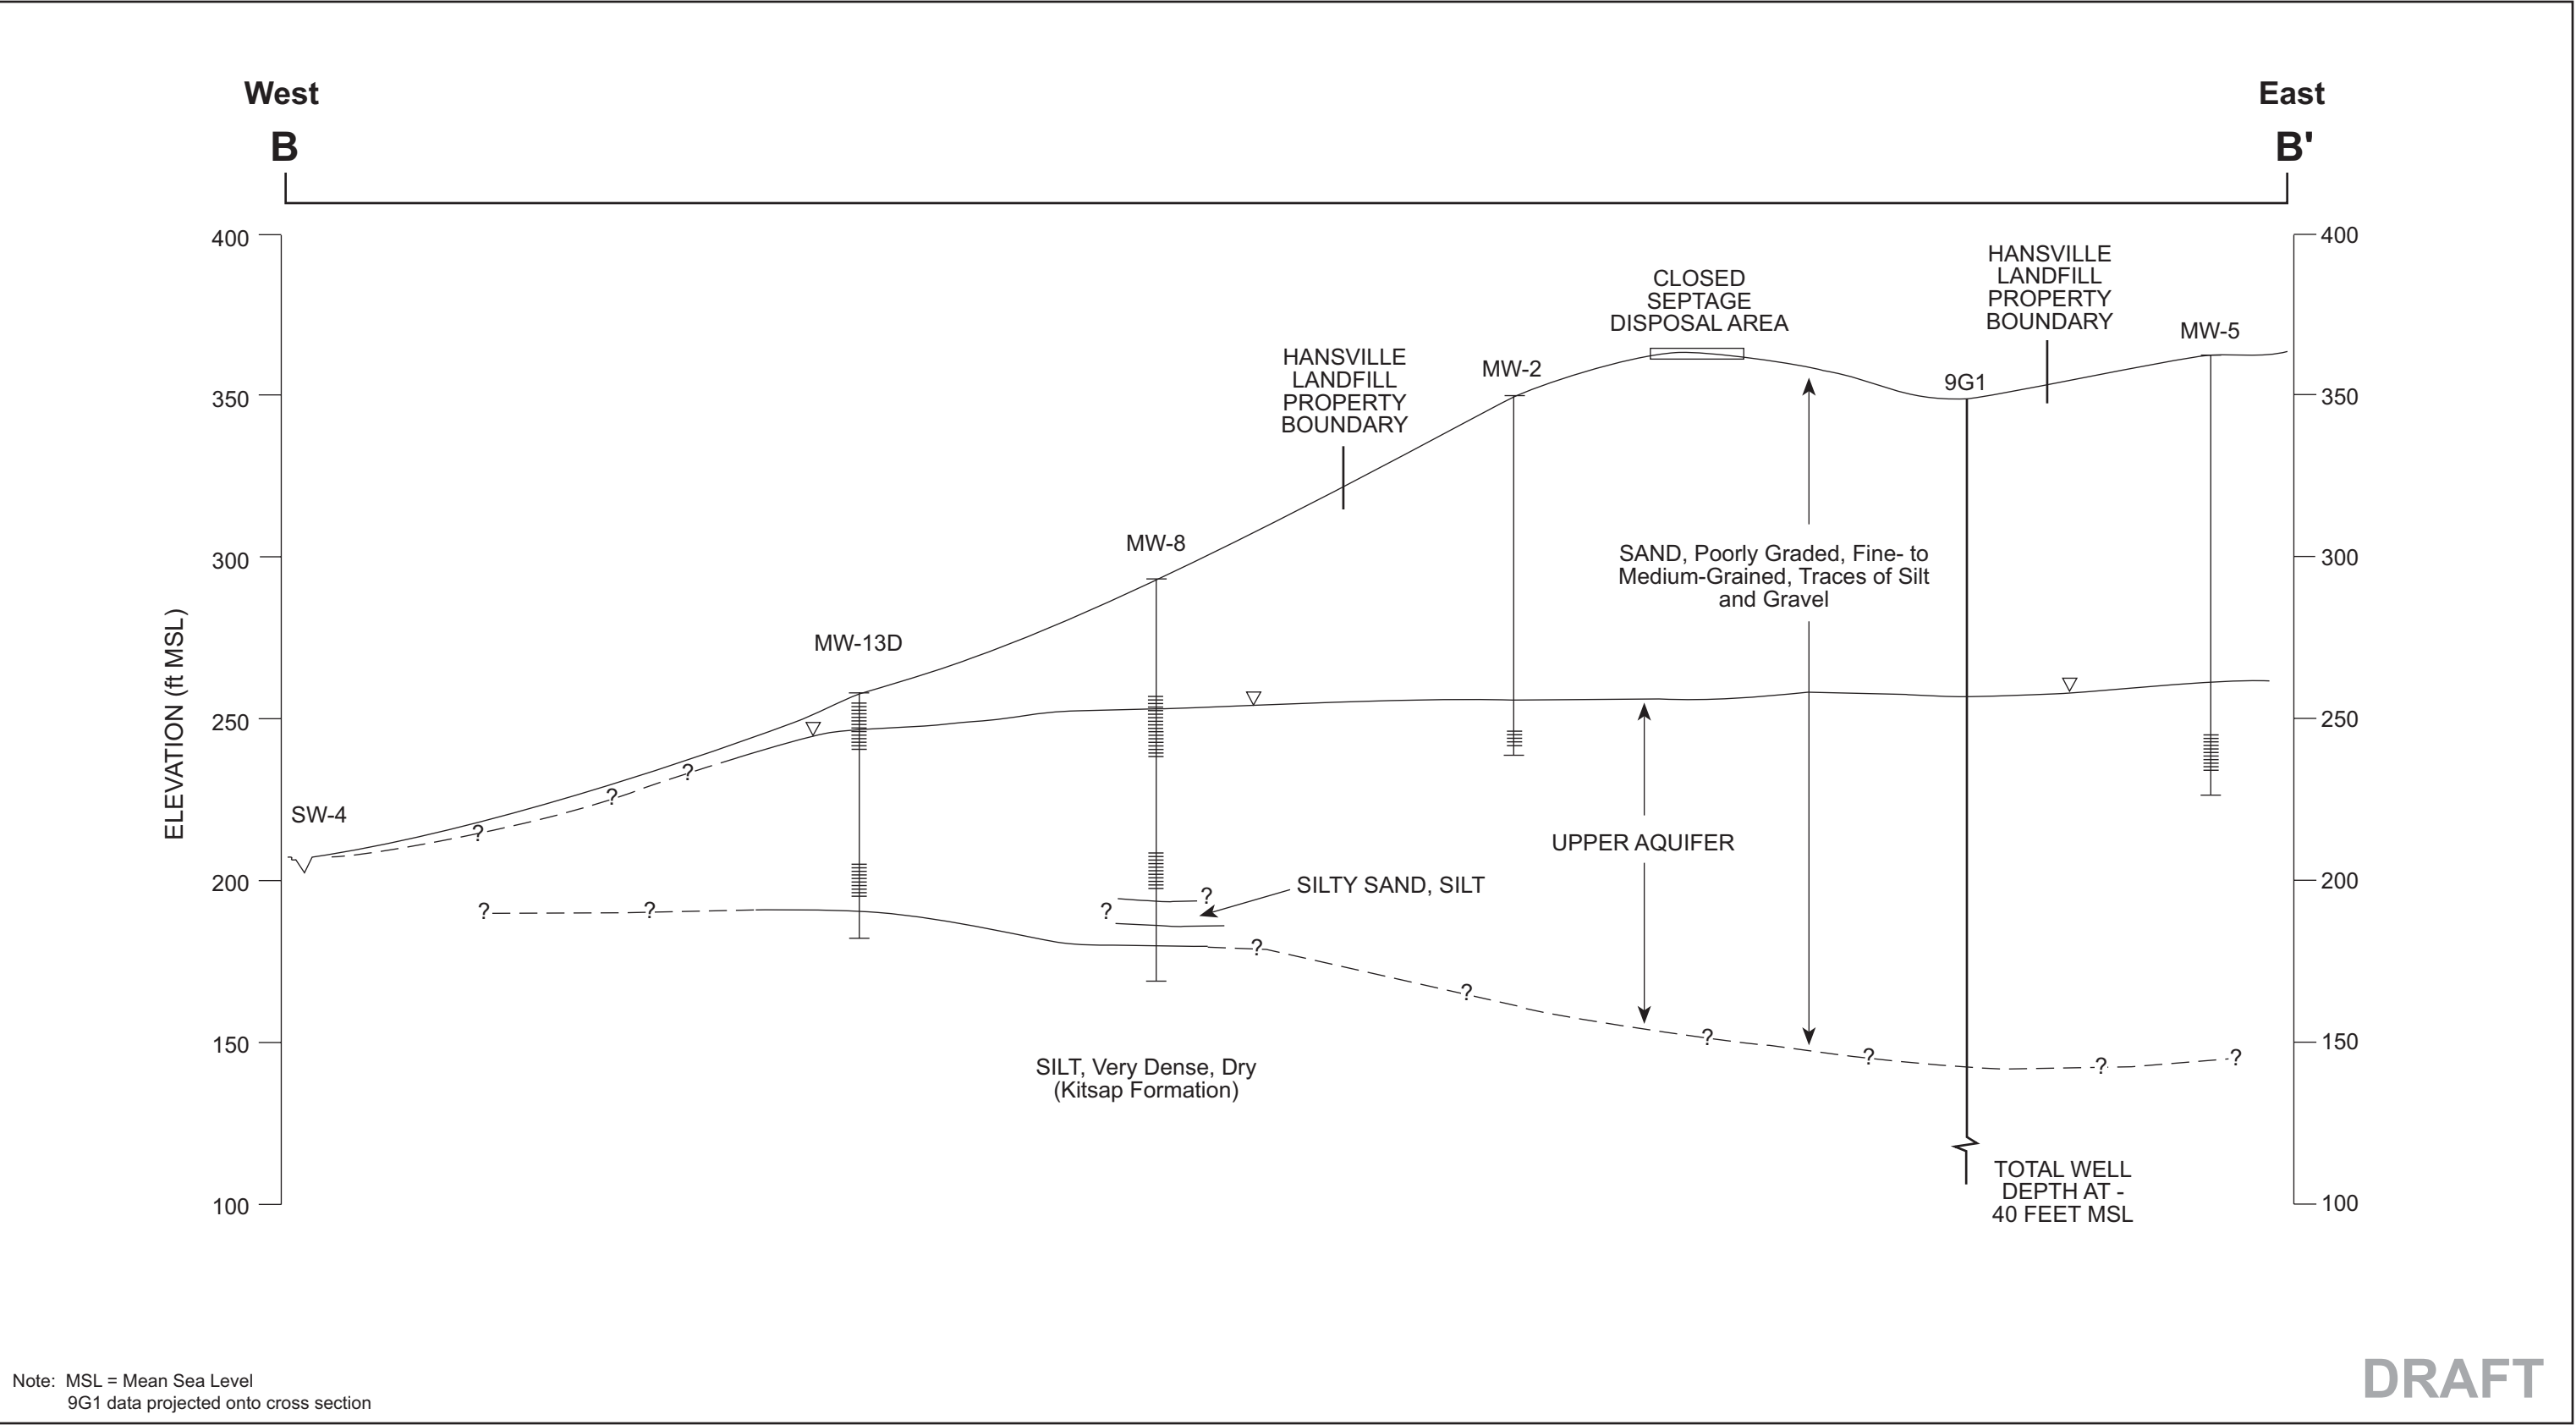 West
East
B
B'
400
400
HANSVILLE
LANDFILL
PROPERTY
BOUNDARY
CLOSED
SEPTAGE
DISPOSAL AREA
MW-5
HANSVILLE
LANDFILL
PROPERTY
BOUNDARY
MW-2
9G1
350
350
MW-8
300
300
SAND, Poorly Graded, Fine- to
Medium-Grained, Traces of Silt
and Gravel
MW-13D
ELEVATION (ft MSL)
250
250
?
?
SW-4
?
UPPER AQUIFER
200
200
SILTY SAND, SILT
?
?
?
?
?
?
?
150
150
?
?
?
SILT, Very Dense, Dry
(Kitsap Formation)
?
TOTAL WELL
DEPTH AT -
40 FEET MSL
100
100
Note: MSL = Mean Sea Level
9G1 data projected onto cross section
DRAFT